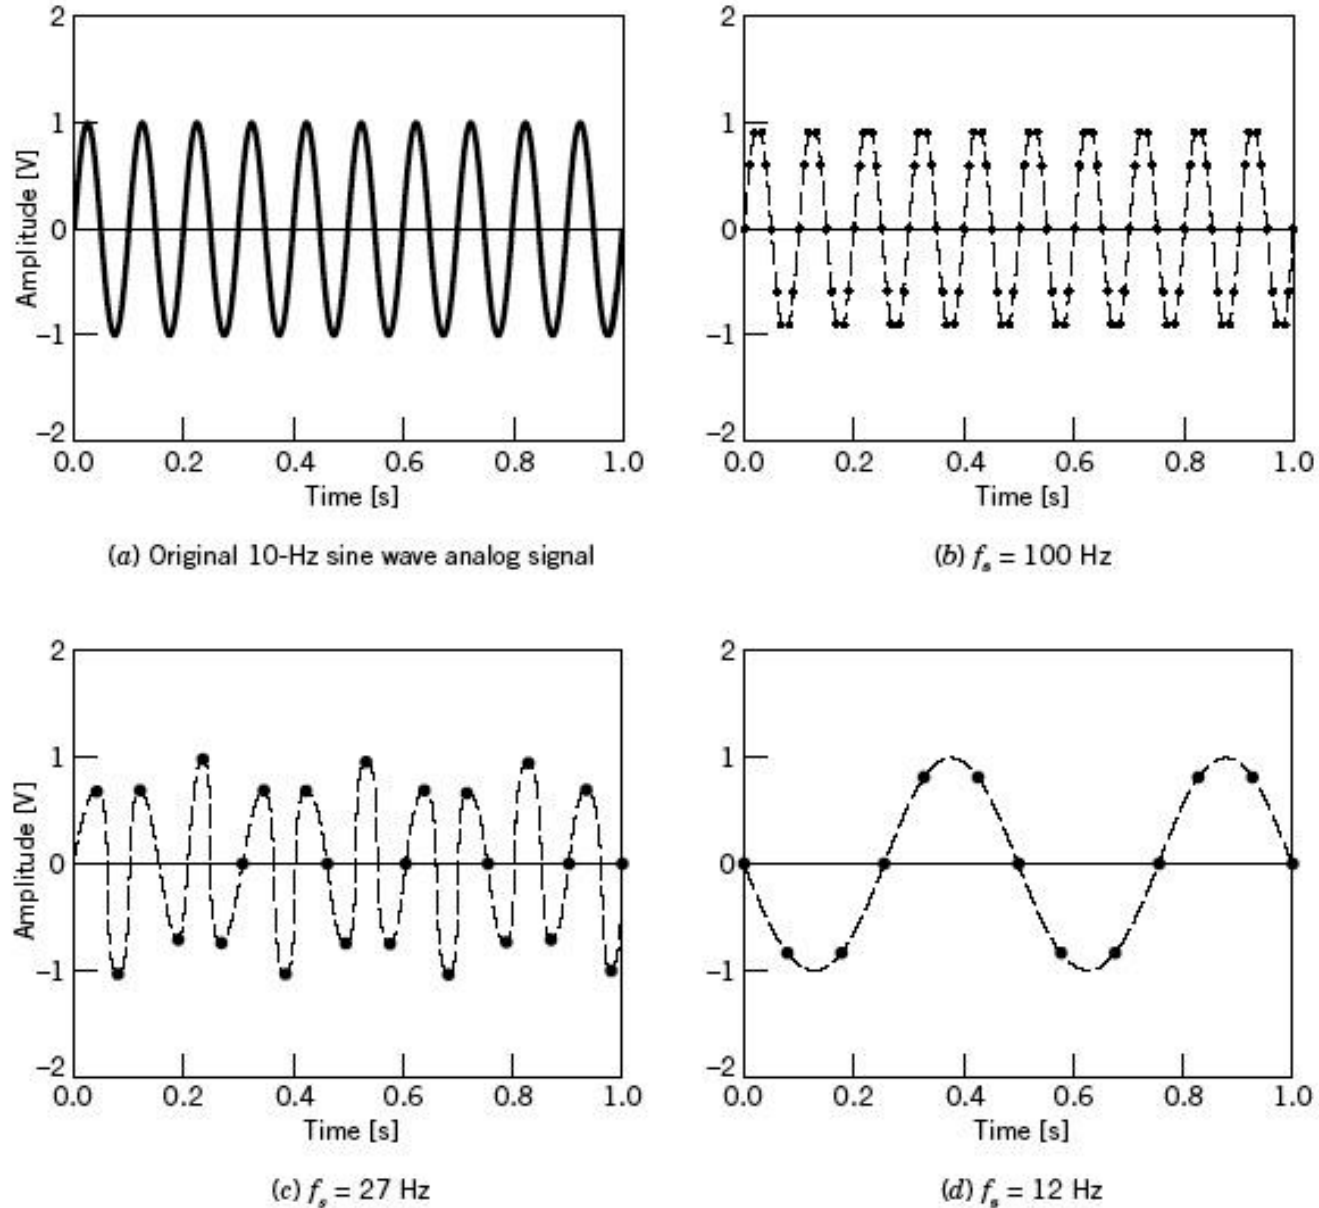 2
1
0
−1
−2
Amplitude [V]
0.0 0.2 0.4 0.6 0.8 1.0
Time [s]
(a) Original 10-Hz sine wave analog signal
2
1
0
−1
−2
0.0 0.2 0.4 0.6 0.8 1.0
Time [s]
(b) fs = 100 Hz
2
1
0
−1
−2
Amplitude [V]
0.0 0.2 0.4 0.6 0.8 1.0
Time [s]
(c) fs = 27 Hz
2
1
0
−1
−2
0.0 0.2 0.4 0.6 0.8 1.0
Time [s]
(d) fs = 12 Hz